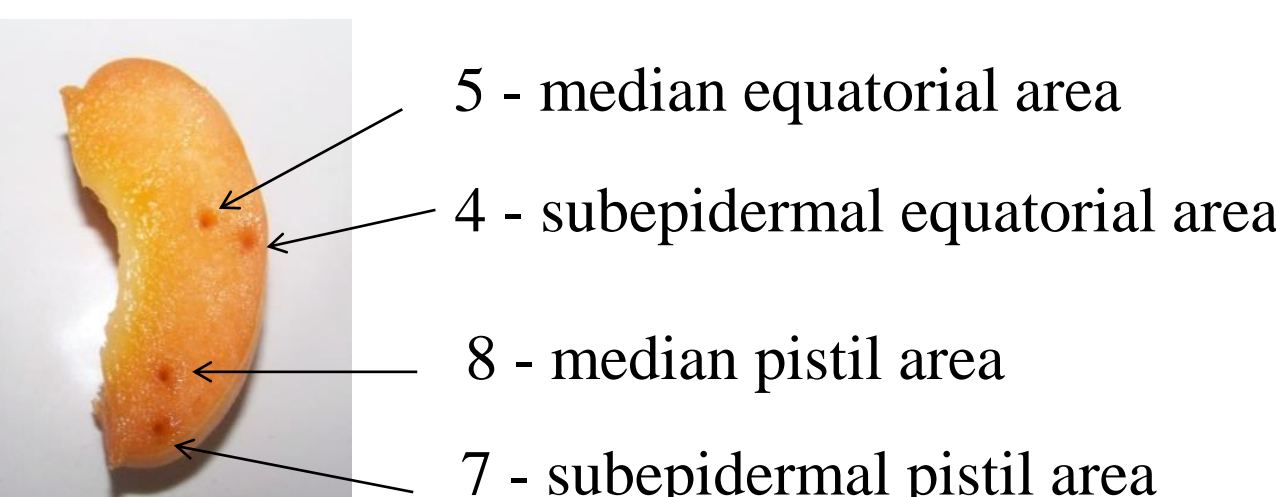 5 - median equatorial area
4 - subepidermal equatorial area
8 - median pistil area
7 - subepidermal pistil area